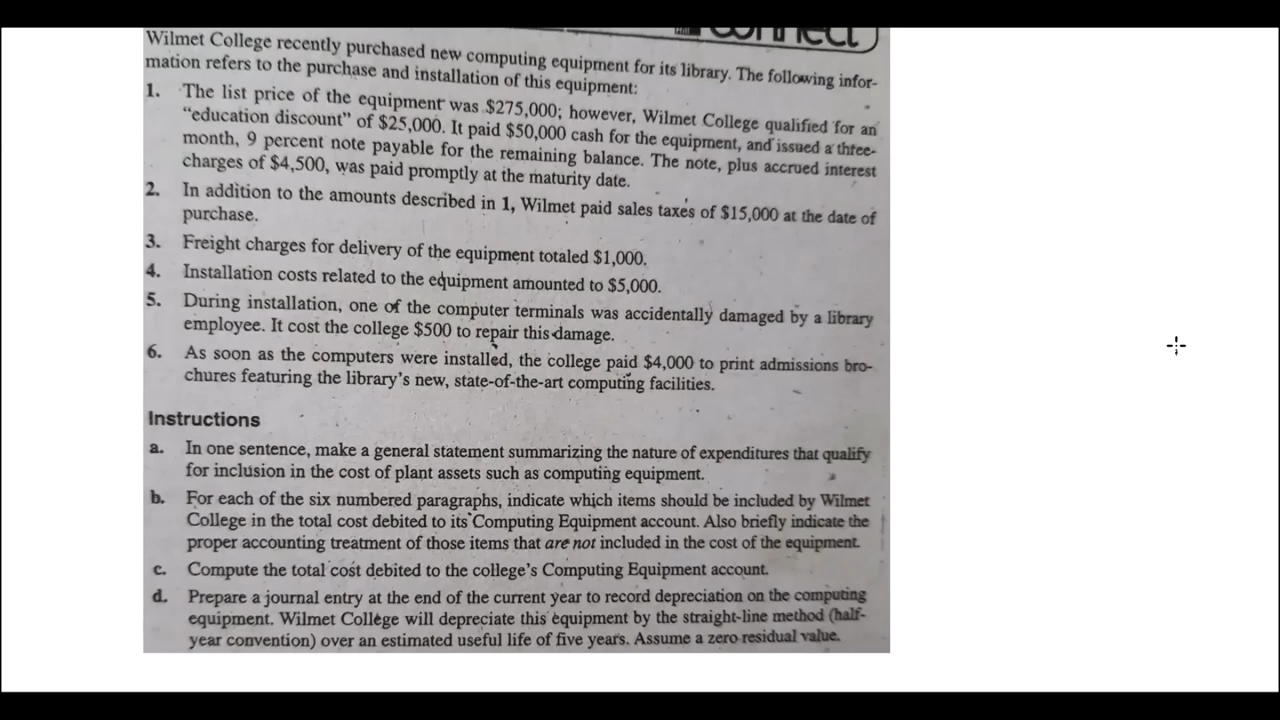 Wilmet College recently purchased new computing equipment for its library. The following infor-
mation refers to the purchase and installation of this equipment:
1. The list price of the equipment was $275,000; however, Wilmet College qualified for an
“education discount” of $25,000. It paid $50,000 cash for the equipment, and issued a three-
month, 9 percent note payable for the remaining balance. The note, plus accrued interest
charges of $4,500, was paid promptly at the maturity date.
2. In addition to the amounts described in 1, Wilmet paid sales taxes of $15,000 at the date of
purchase.
3. Freight charges for delivery of the equipment totaled $1,000.
4. Installation costs related to the equipment amounted to $5,000.
5. During installation, one of the computer terminals was accidentally damaged by a library
employee. It cost the college $500 to repair this damage.
6. As soon as the computers were installed, the college paid $4,000 to print admissions bro-
chures featuring the library's new, state-of-the-art computing facilities.
Instructions
a. In one sentence, make a general statement summarizing the nature of expenditures that qualify
for inclusion in the cost of plant assets such as computing equipment.
b. For each of the six numbered paragraphs, indicate which items should be included by Wilmet
College in the total cost debited to its Computing Equipment account. Also briefly indicate the
proper accounting treatment of those items that are not included in the cost of the equipment.
c. Compute the total cost debited to the college's Computing Equipment account.
d. Prepare a journal entry at the end of the current year to record depreciation on the computing
equipment. Wilmet College will depreciate this equipment by the straight-line method (half-
year convention) over an estimated useful life of five years. Assume a zero residual value.